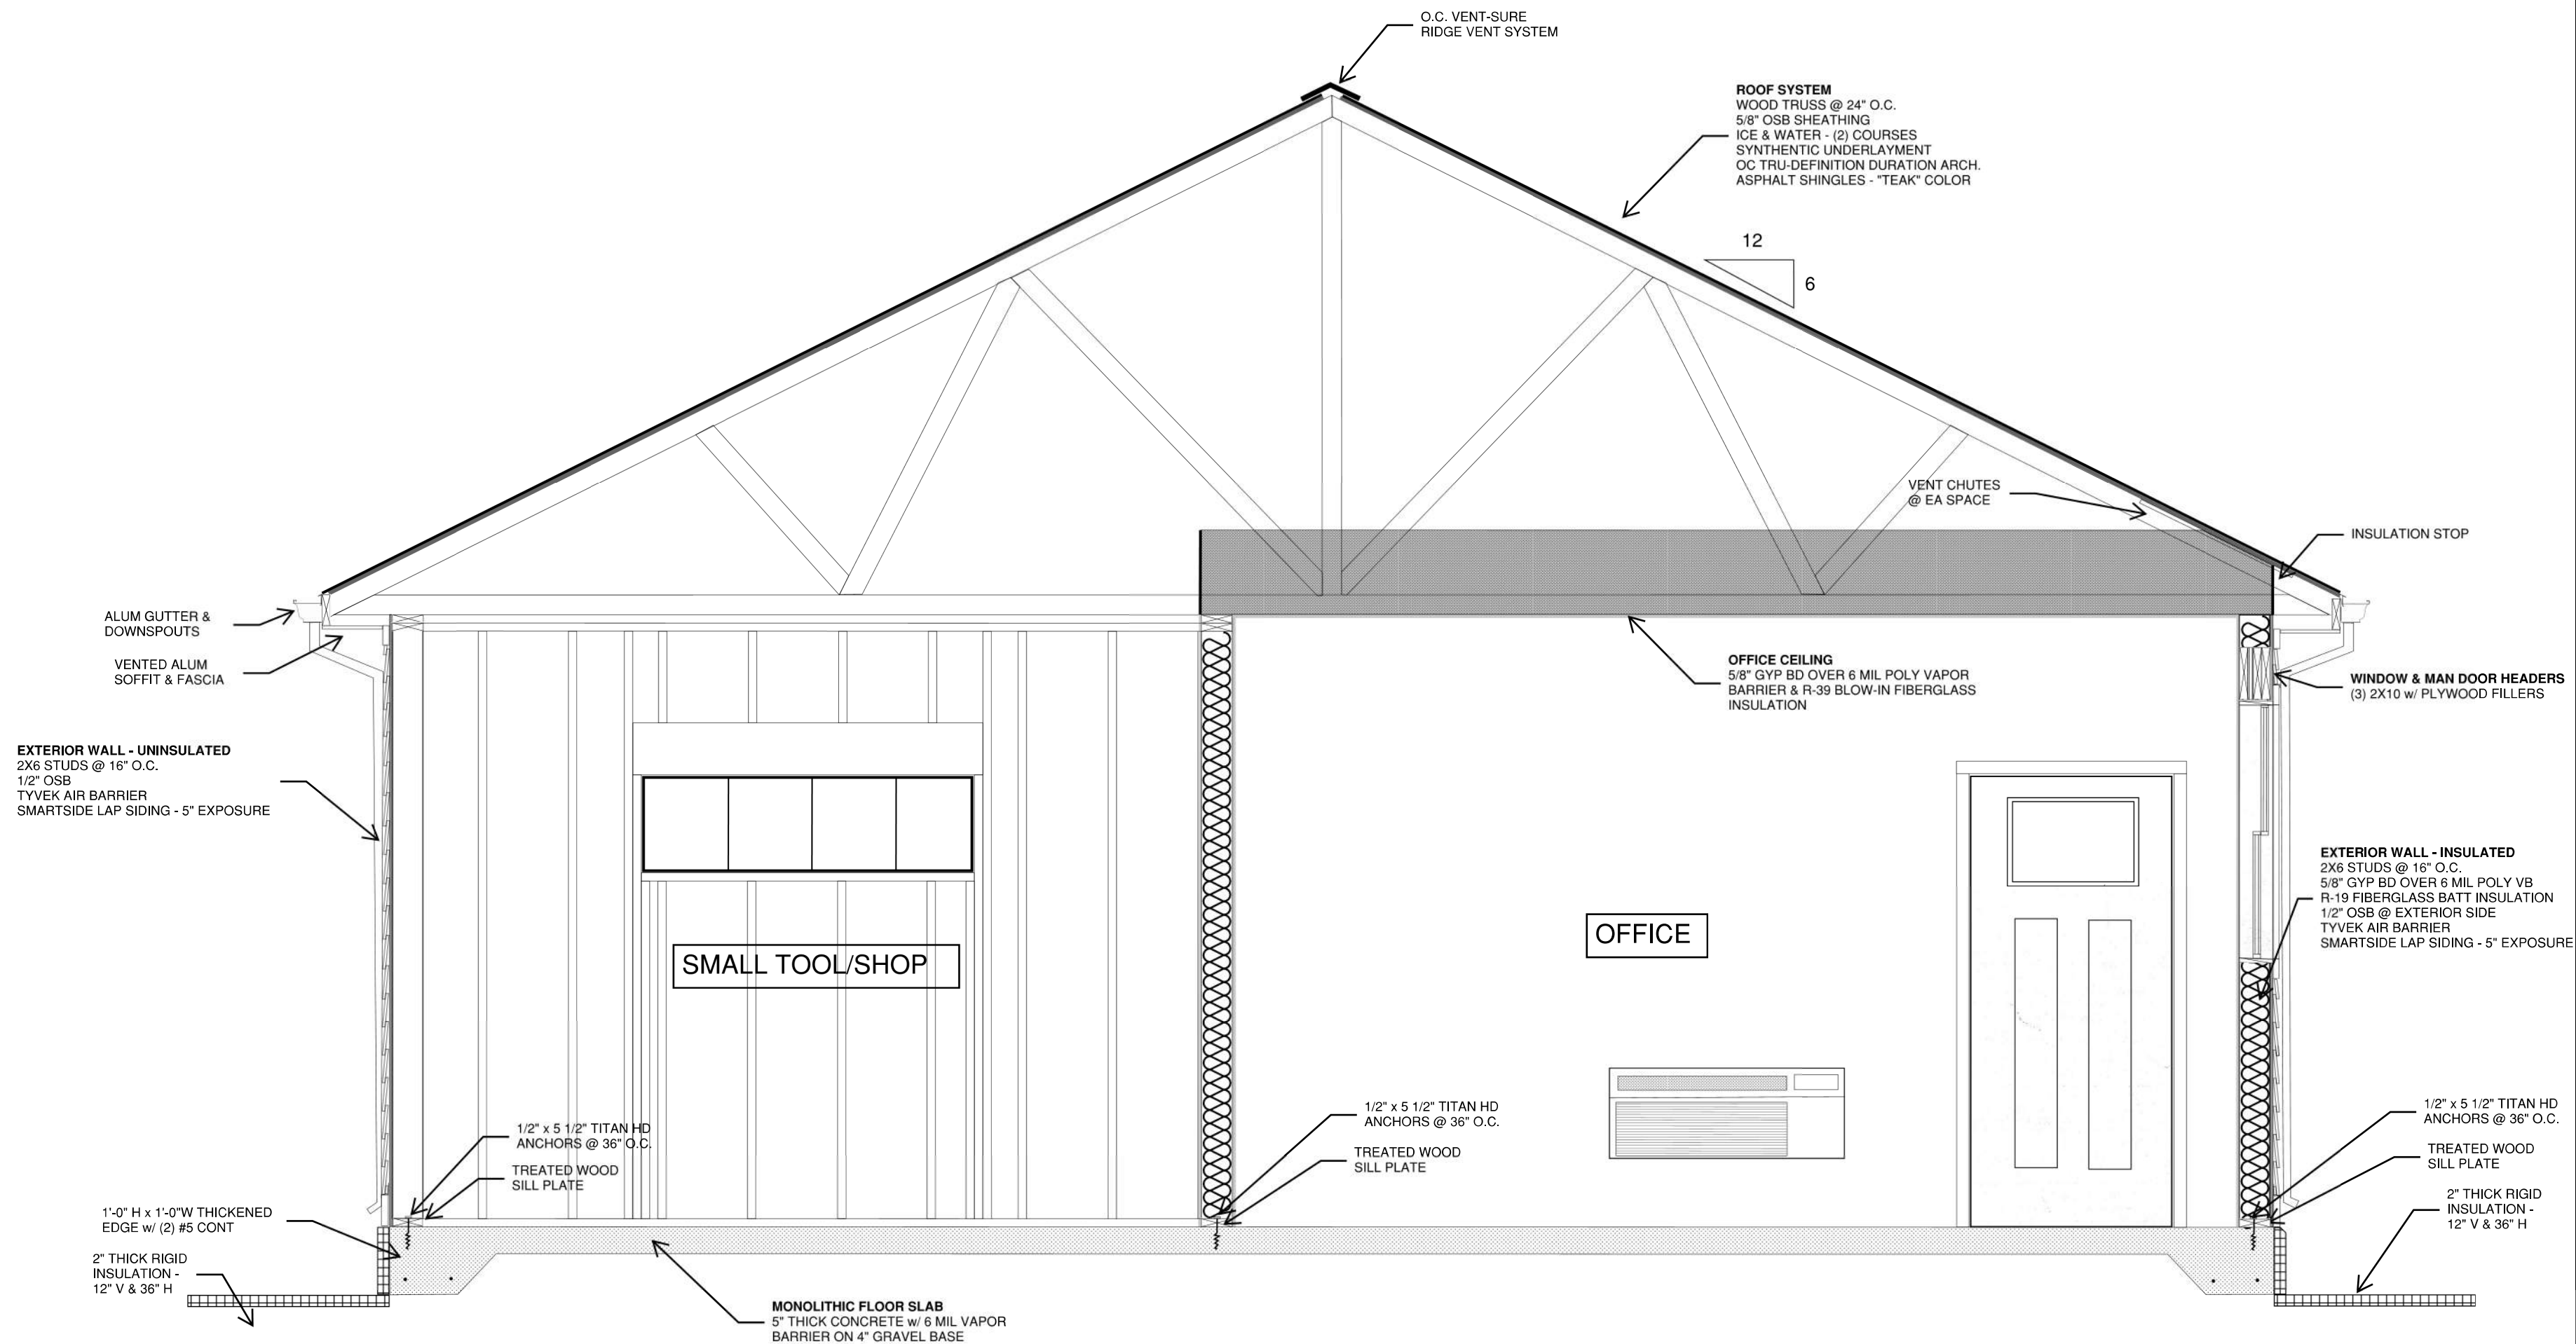 O.C. VENT-SURE
RIDGE VENT SYSTEM
ROOF SYSTEM
WOOD TRUSS @ 24" O.C.
5/8" OSB SHEATHING
ICE & WATER - (2) COURSES
SYNTHENTIC UNDERLAYMENT
OC TRU-DEFINITION DURATION ARCH.
ASPHALT SHINGLES - "TEAK" COLOR
12
6
VENT CHUTES
@ EA SPACE
INSULATION STOP
ALUM GUTTER &
DOWNSPOUTS
VENTED ALUM
SOFFIT & FASCIA
OFFICE CEILING
5/8" GYP BD OVER 6 MIL POLY VAPOR
BARRIER & R-39 BLOW-IN FIBERGLASS
INSULATION
WINDOW & MAN DOOR HEADERS
(3) 2X10 w/ PLYWOOD FILLERS
EXTERIOR WALL - UNINSULATED
2X6 STUDS @ 16" O.C.
1/2" OSB
TYVEK AIR BARRIER
SMARTSIDE LAP SIDING - 5" EXPOSURE
EXTERIOR WALL - INSULATED
2X6 STUDS @ 16" O.C.
5/8" GYP BD OVER 6 MIL POLY VB
R-19 FIBERGLASS BATT INSULATION
1/2" OSB @ EXTERIOR SIDE
TYVEK AIR BARRIER
SMARTSIDE LAP SIDING - 5" EXPOSURE
SMALL TOOL/SHOP
OFFICE
1/2" x 5 1/2" TITAN HD
ANCHORS @ 36" O.C.
TREATED WOOD
SILL PLATE
1/2" x 5 1/2" TITAN HD
ANCHORS @ 36" O.C.
TREATED WOOD
SILL PLATE
1/2" x 5 1/2" TITAN HD
ANCHORS @ 36" O.C.
TREATED WOOD
SILL PLATE
2" THICK RIGID
INSULATION -
12" V & 36" H
1'-0" H x 1'-0"W THICKENED
EDGE w/ (2) #5 CONT
2" THICK RIGID
INSULATION -
12" V & 36" H
MONOLITHIC FLOOR SLAB
5" THICK CONCRETE w/ 6 MIL VAPOR
BARRIER ON 4" GRAVEL BASE